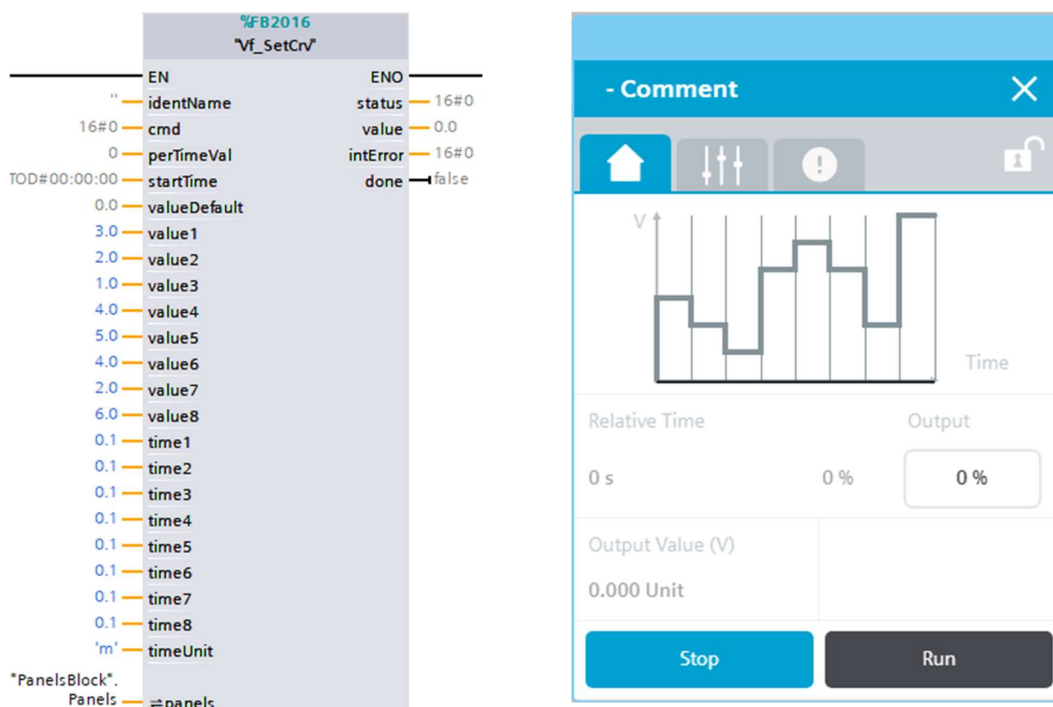 %FB2016
"Vf_SetCrv"
EN ENO
'' identName status 16#0
16#0 cmd value 0.0
0 perTimeVal intError 16#0
TOD#00:00:00 startTime done false
0.0 valueDefault
3.0 value1
2.0 value2
1.0 value3
4.0 value4
5.0 value5
4.0 value6
2.0 value7
6.0 value8
0.1 time1
0.1 time2
0.1 time3
0.1 time4
0.1 time5
0.1 time6
0.1 time7
0.1 time8
'm' timeUnit
"PanelsBlock".
Panels panels
- Comment
V
Time
Relative Time Output
0 s 0 % 0 %
Output Value (V)
0.000 Unit
Stop Run